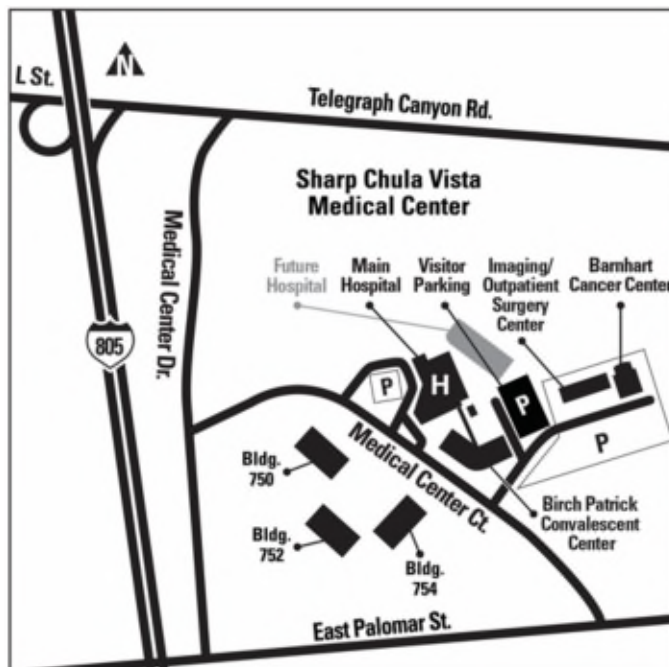 L St.
N
Telegraph Canyon Rd.
Sharp Chula Vista
Medical Center
Medical Center Dr.
805
Future
Hospital
Main
Hospital
Visitor
Parking
Imaging/
Outpatient
Surgery
Center
Barnhart
Cancer Center
P
H
P
P
Medical Center Ct.
Bldg.
750
Bldg.
752
Bldg.
754
Birch Patrick
Convalescent
Center
East Palomar St.